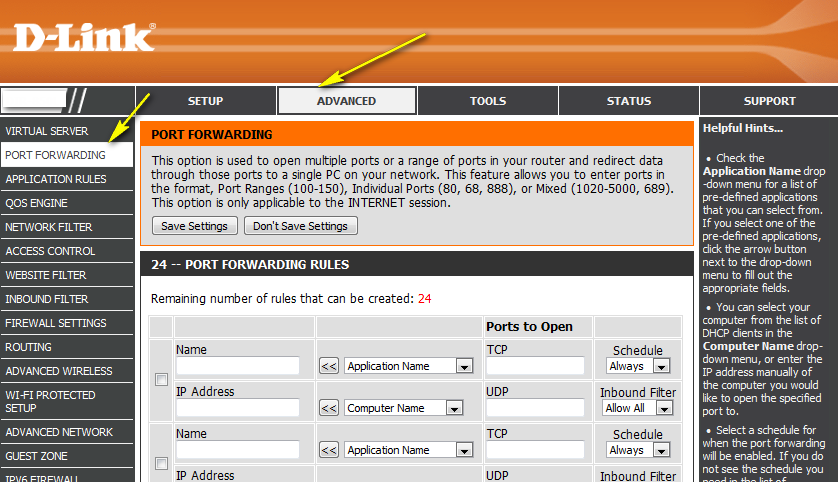 D-Link®
SETUP
ADVANCED
TOOLS
STATUS
SUPPORT
VIRTUAL SERVER
PORT FORWARDING
APPLICATION RULES
QOS ENGINE
NETWORK FILTER
ACCESS CONTROL
WEBSITE FILTER
INBOUND FILTER
FIREWALL SETTINGS
ROUTING
ADVANCED WIRELESS
WI-FI PROTECTED
SETUP
ADVANCED NETWORK
GUEST ZONE
IPV6 FIREWALL
PORT FORWARDING
This option is used to open multiple ports or a range of ports in your router and redirect data
through those ports to a single PC on your network. This feature allows you to enter ports in
the format, Port Ranges (100-150), Individual Ports (80, 68, 888), or Mixed (1020-5000, 689).
This option is only applicable to the INTERNET session.
Save Settings
Don't Save Settings
24 -- PORT FORWARDING RULES
Remaining number of rules that can be created: 24
Ports to Open
Name
<<
Application Name
TCP
Schedule
Always
IP Address
<<
Computer Name
UDP
Inbound Filter
Allow All
Name
<<
Application Name
TCP
Schedule
Always
IP Address
UDP
Inbound Filter
Helpful Hints...
• Check the
Application Name drop
-down menu for a list of
pre-defined applications
that you can select from.
If you select one of the
pre-defined applications,
click the arrow button
next to the drop-down
menu to fill out the
appropriate fields.
• You can select your
computer from the list of
DHCP clients in the
Computer Name drop-
down menu, or enter the
IP address manually of
the computer you would
like to open the specified
port to.
• Select a schedule for
when the port forwarding
will be enabled. If you do
not see the schedule you
need in the list of